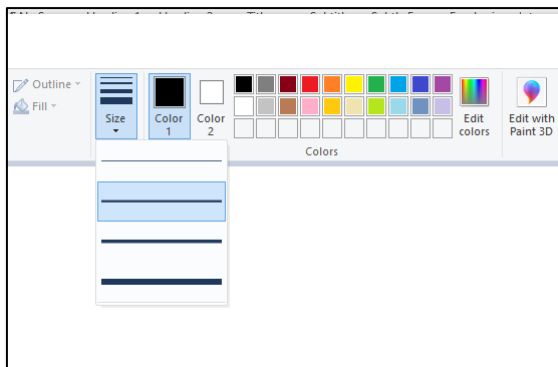 Outline
Fill
Size
Color
1
Color
2
Edit
colors
Edit with
Paint 3D
Colors